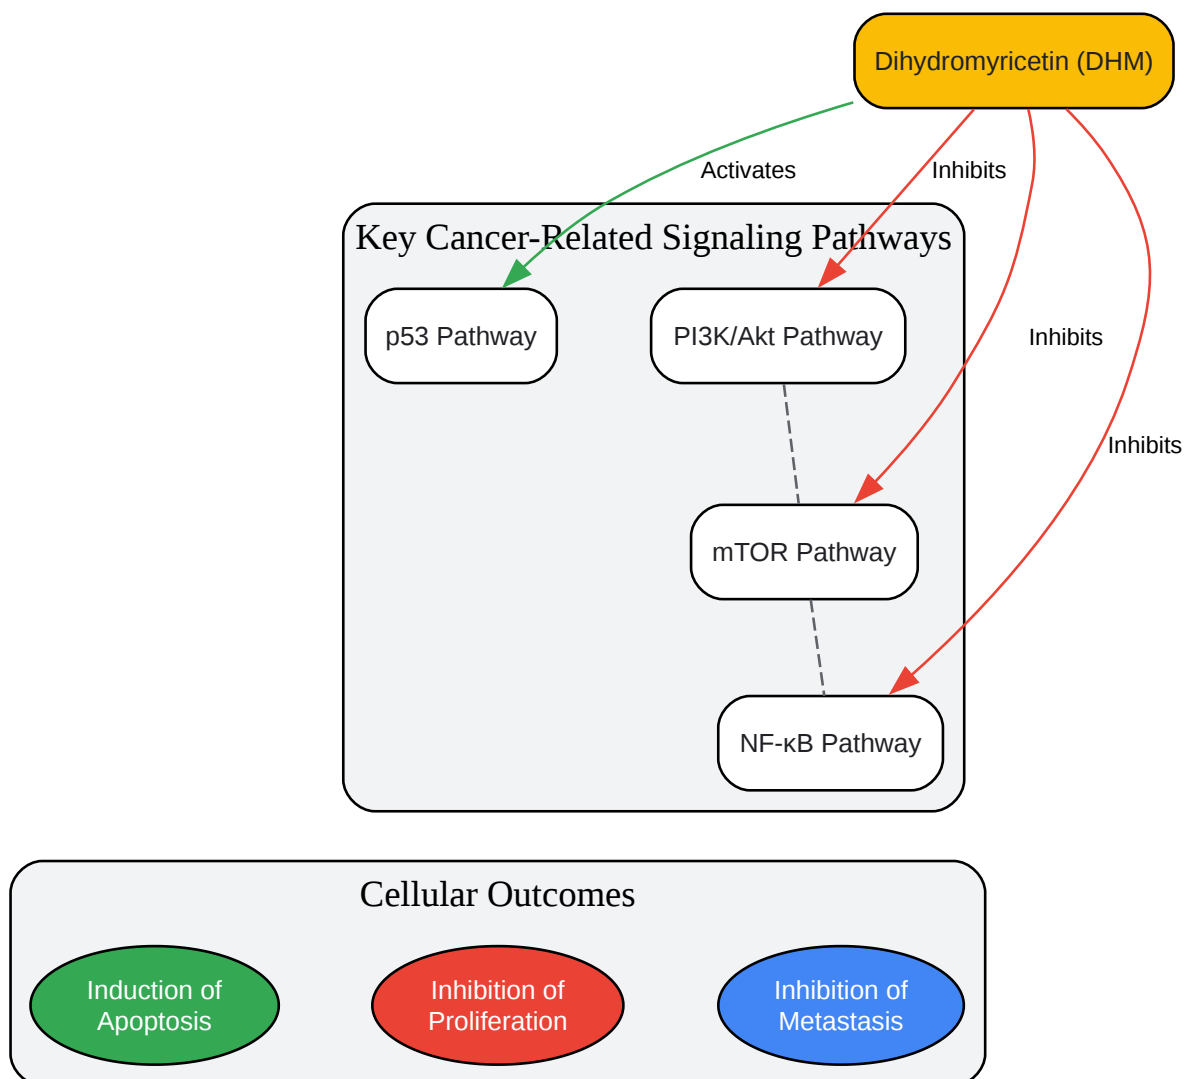 Dihydromyricetin (DHM)
Activates
Inhibits
Key Cancer-Related Signaling Pathways
p53 Pathway
PI3K/Akt Pathway
Inhibits
Inhibits
mTOR Pathway
NF-κB Pathway
Cellular Outcomes
Induction of
Apoptosis
Inhibition of
Proliferation
Inhibition of
Metastasis